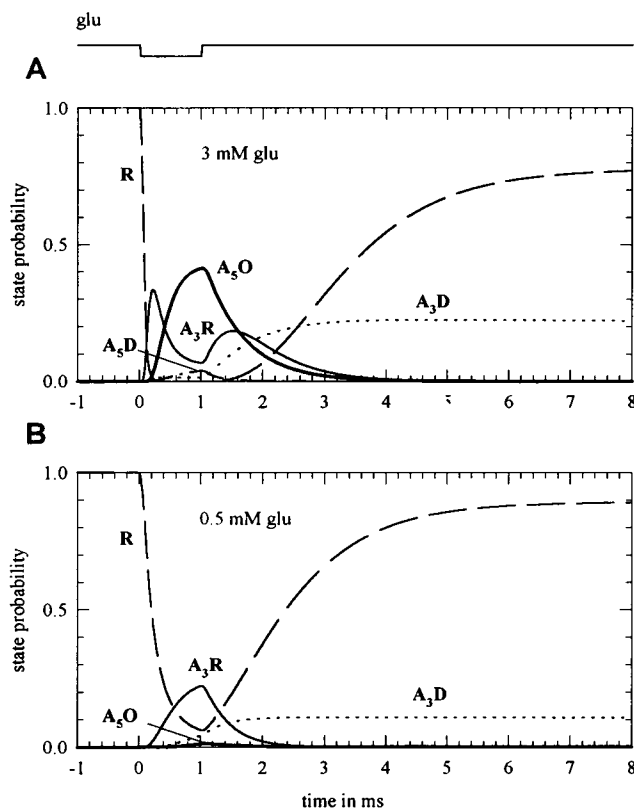 glu
A
1.0
R
3 mM glu
state probability
0.5
A₅O
A₃R
A₃D
A₅D
0.0
-1 0 1 2 3 4 5 6 7 8
B
1.0
0.5 mM glu
R
state probability
0.5
A₃R
A₃D
A₅O
0.0
-1 0 1 2 3 4 5 6 7 8
time in ms